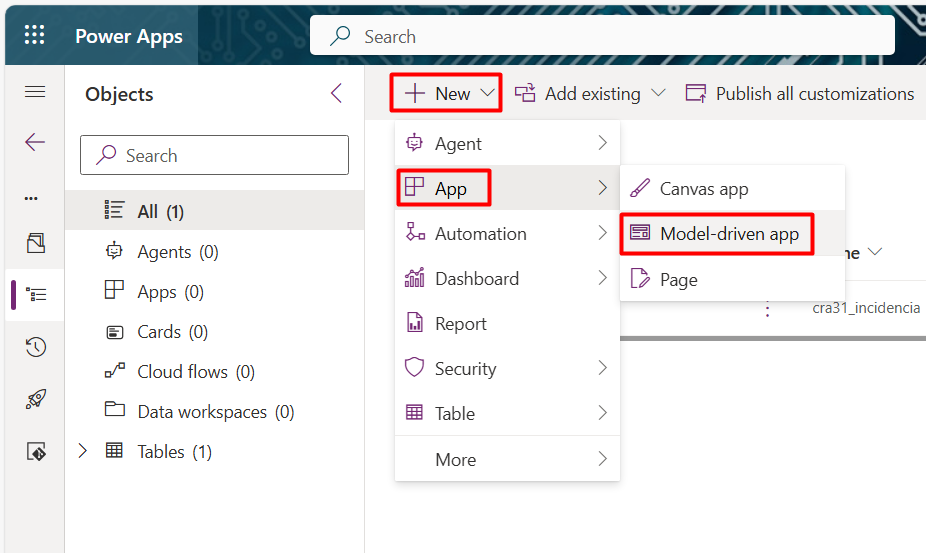 Power Apps
Search
Objects
New
Add existing
Publish all customizations
Search
All (1)
Agents (0)
Apps (0)
Cards (0)
Cloud flows (0)
Data workspaces (0)
Tables (1)
Agent
App
Automation
Dashboard
Report
Security
Table
More
Canvas app
Model-driven app
Page
cra31_incidencia